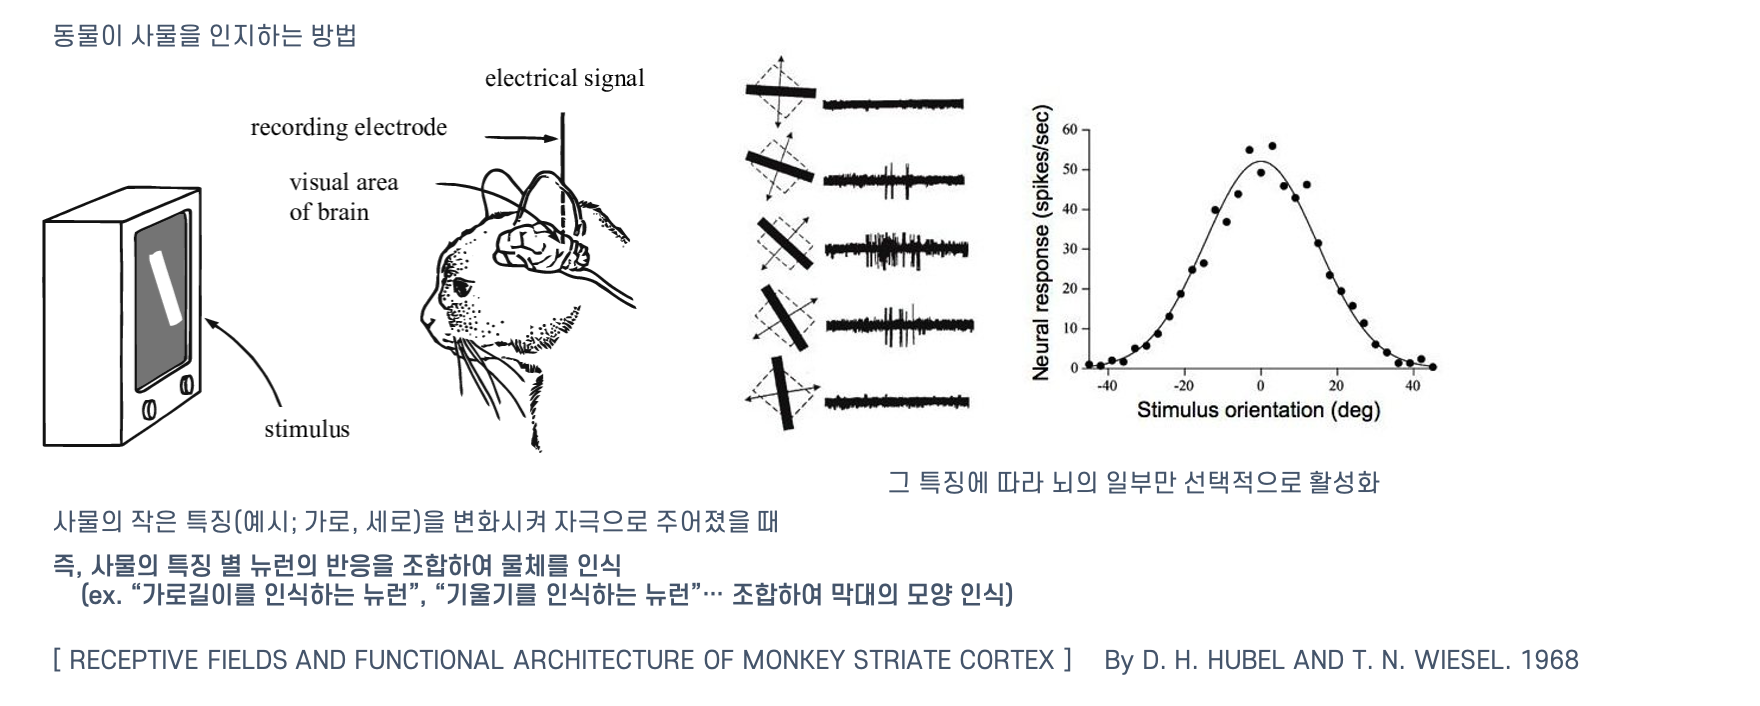 동물이 사물을 인지하는 방법
electrical signal
recording electrode
visual area
of brain
stimulus
Neural response (spikes/sec)
60
50
40
30
20
10
0
-40 -20 0 20 40
Stimulus orientation (deg)
그 특징에 따라 뇌의 일부만 선택적으로 활성화
사물의 작은 특징(예시; 가로, 세로)을 변화시켜 자극으로 주어졌을 때
즉, 사물의 특징 별 뉴런의 반응을 조합하여 물체를 인식
(ex. “가로길이를 인식하는 뉴런”, “기울기를 인식하는 뉴런”… 조합하여 막대의 모양 인식)
[ RECEPTIVE FIELDS AND FUNCTIONAL ARCHITECTURE OF MONKEY STRIATE CORTEX ] By D. H. HUBEL AND T. N. WIESEL. 1968